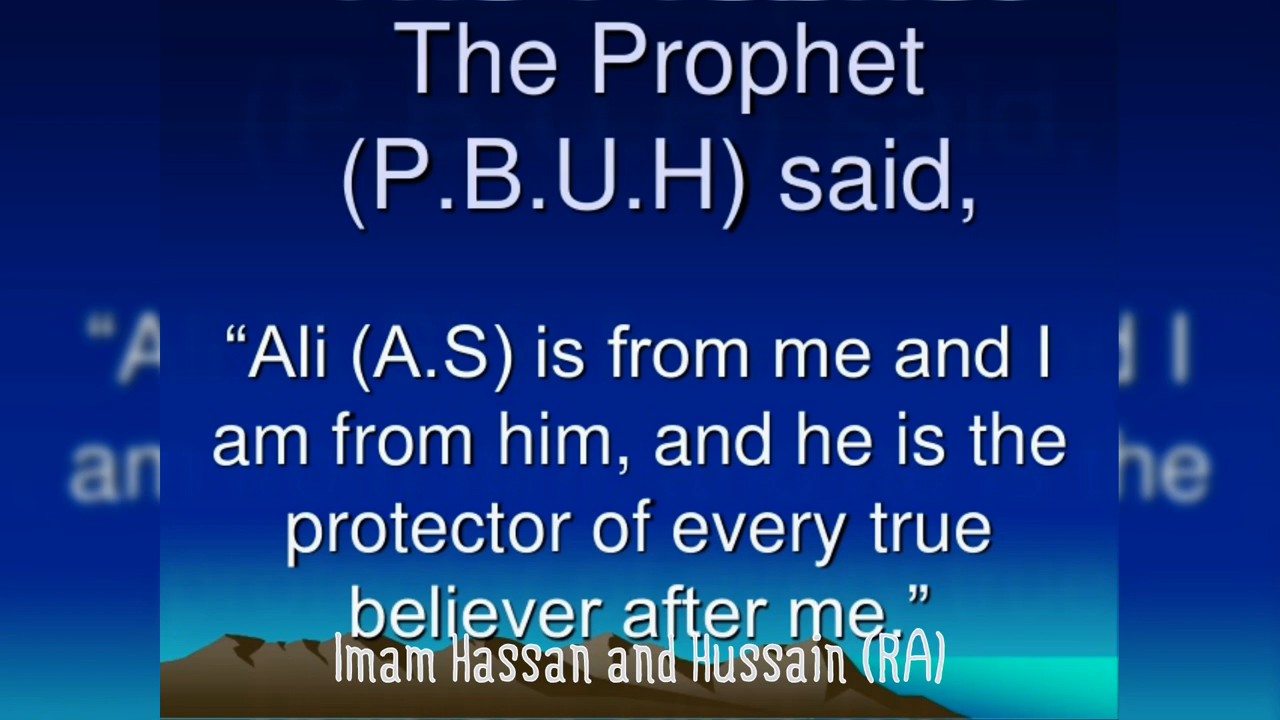 The Prophet
(P.B.U.H) said,
“Ali (A.S) is from me and I
am from him, and he is the
protector of every true
believer after me.”
Imam Hassan and Hussain (RA)